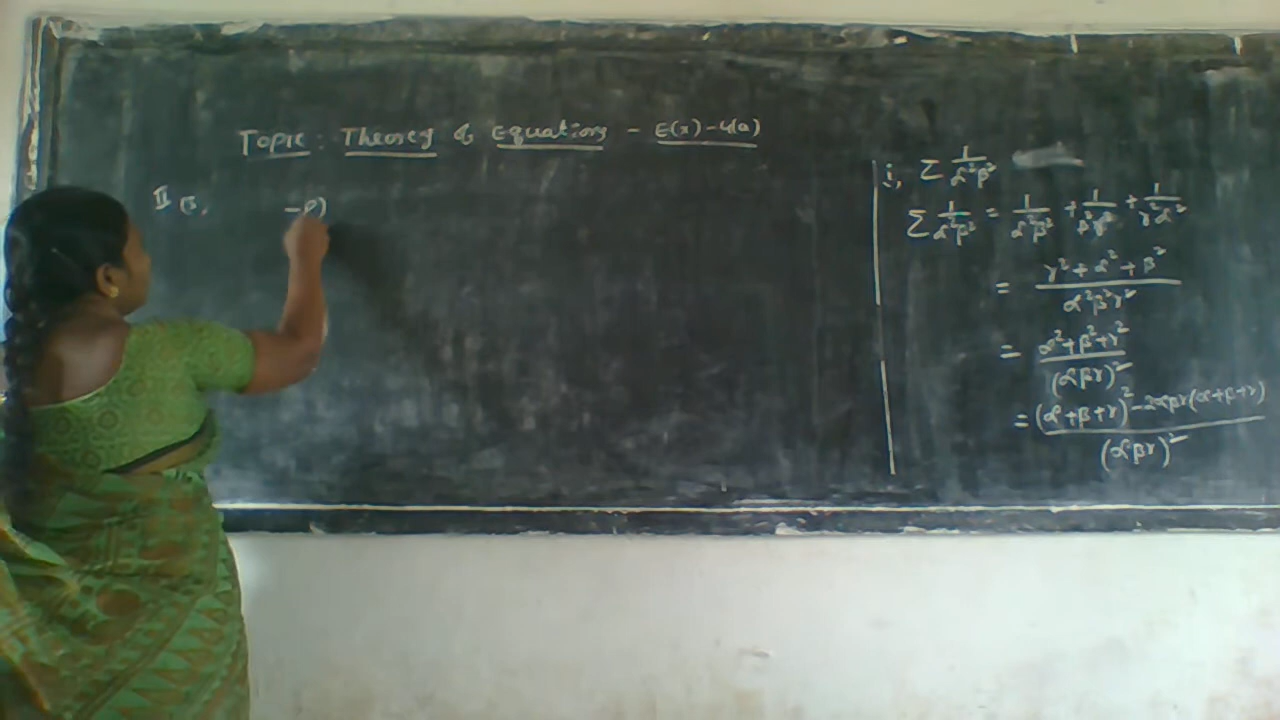 Topic : Theory of Equations - E(x)-4(a)
II (3,   -P)
i, Σ 1/α²β²
Σ 1/α²β² = 1/α²β² + 1/β²γ² + 1/γ²α²
= γ² + α² + β² / α²β²γ²
= α²+β²+γ² / (αβγ)²
= (α+β+γ)² - 2αβγ(α+β+γ) / (αβγ)²